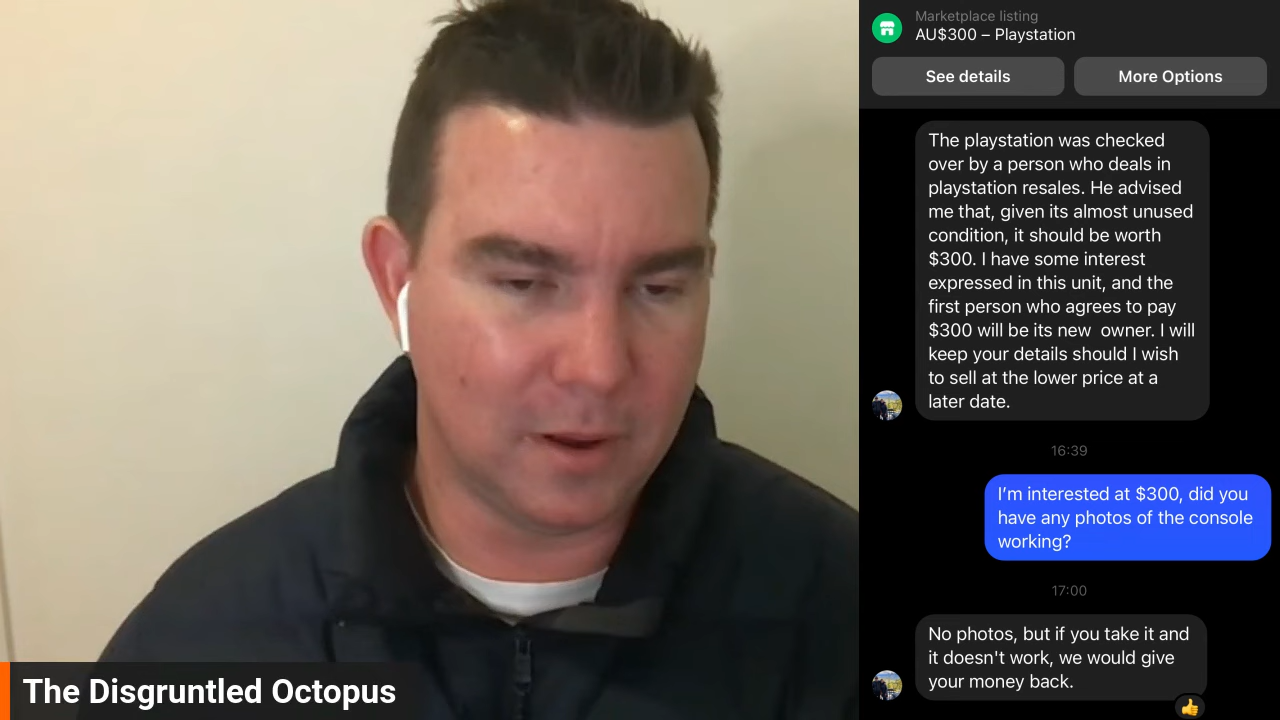 Marketplace listing
AU$300 – Playstation
See details
More Options
The playstation was checked
over by a person who deals in
playstation resales. He advised
me that, given its almost unused
condition, it should be worth
$300. I have some interest
expressed in this unit, and the
first person who agrees to pay
$300 will be its new  owner. I will
keep your details should I wish
to sell at the lower price at a
later date.
16:39
I’m interested at $300, did you
have any photos of the console
working?
17:00
No photos, but if you take it and
it doesn't work, we would give
your money back.
The Disgruntled Octopus